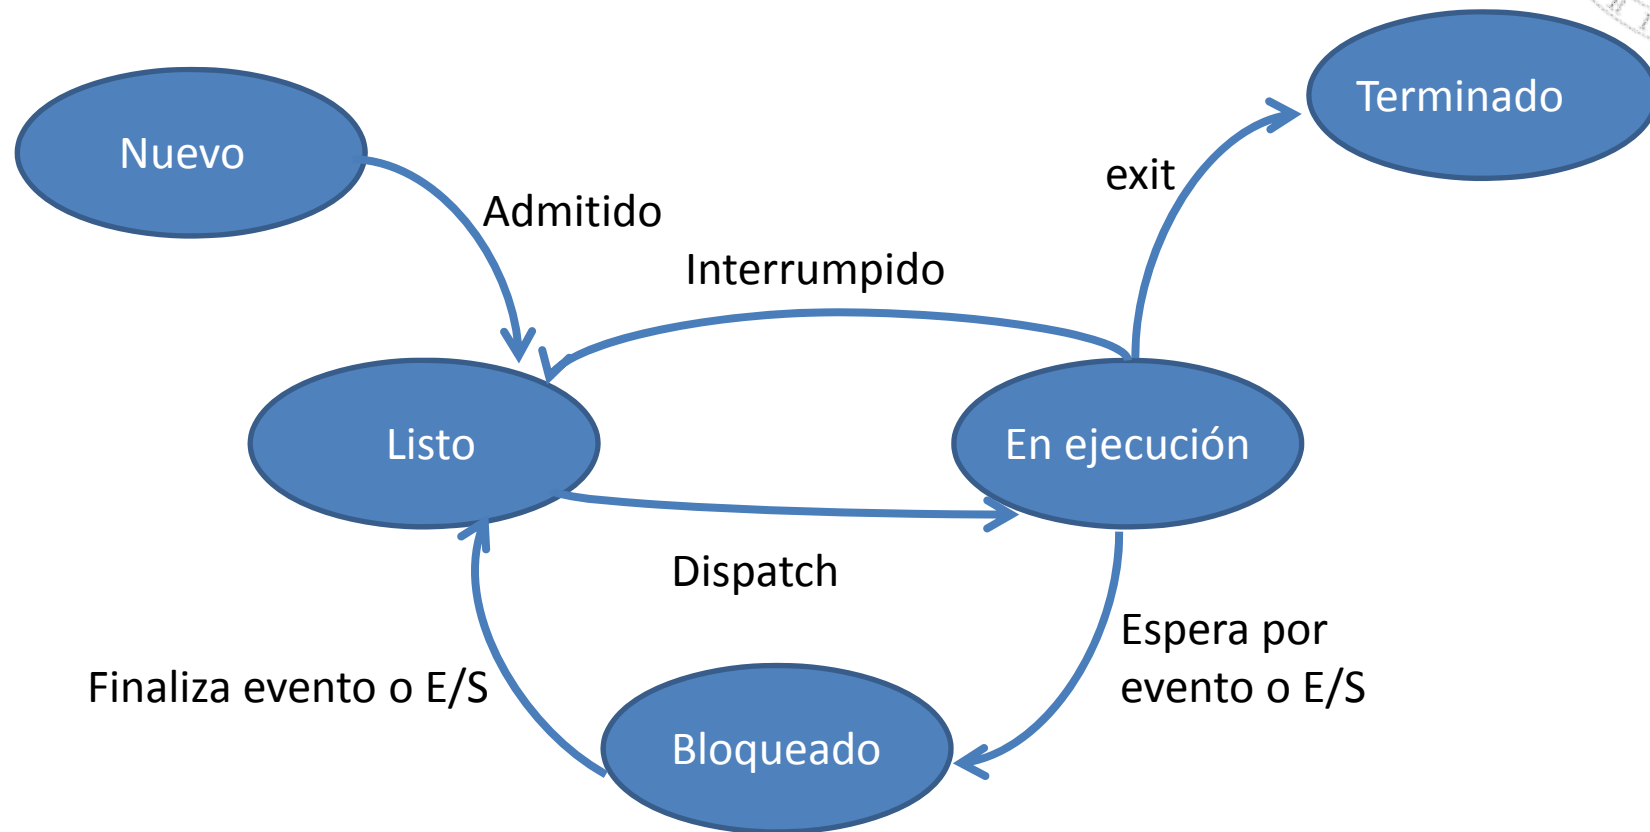 Terminado
Nuevo
exit
Admitido
Interrumpido
Listo
En ejecución
Dispatch
Espera por
evento o E/S
Finaliza evento o E/S
Bloqueado